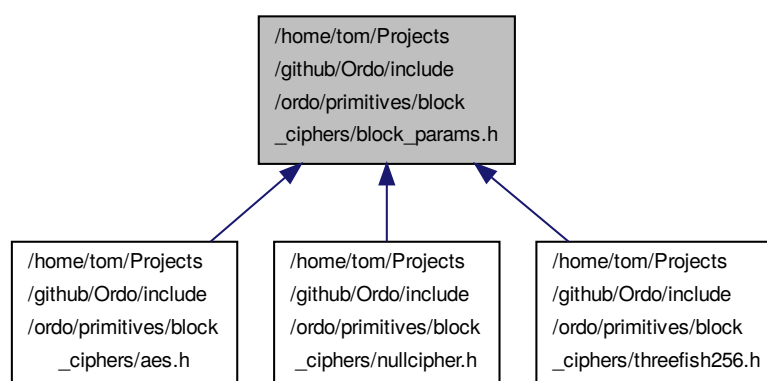 /home/tom/Projects
/github/Ordo/include
/ordo/primitives/block
_ciphers/block_params.h
/home/tom/Projects
/github/Ordo/include
/ordo/primitives/block
_ciphers/aes.h
/home/tom/Projects
/github/Ordo/include
/ordo/primitives/block
_ciphers/nullcipher.h
/home/tom/Projects
/github/Ordo/include
/ordo/primitives/block
_ciphers/threefish256.h